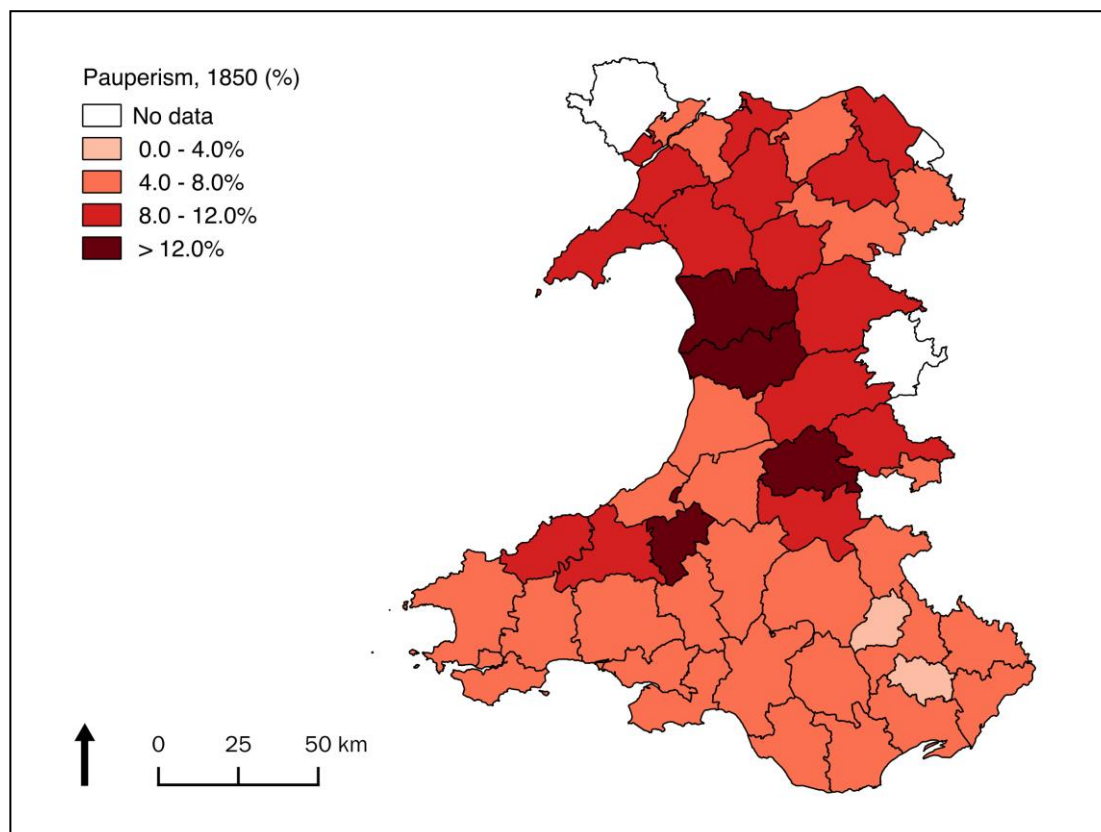 Pauperism, 1850 (%)
No data
0.0 - 4.0%
4.0 - 8.0%
8.0 - 12.0%
> 12.0%
0 25 50 km